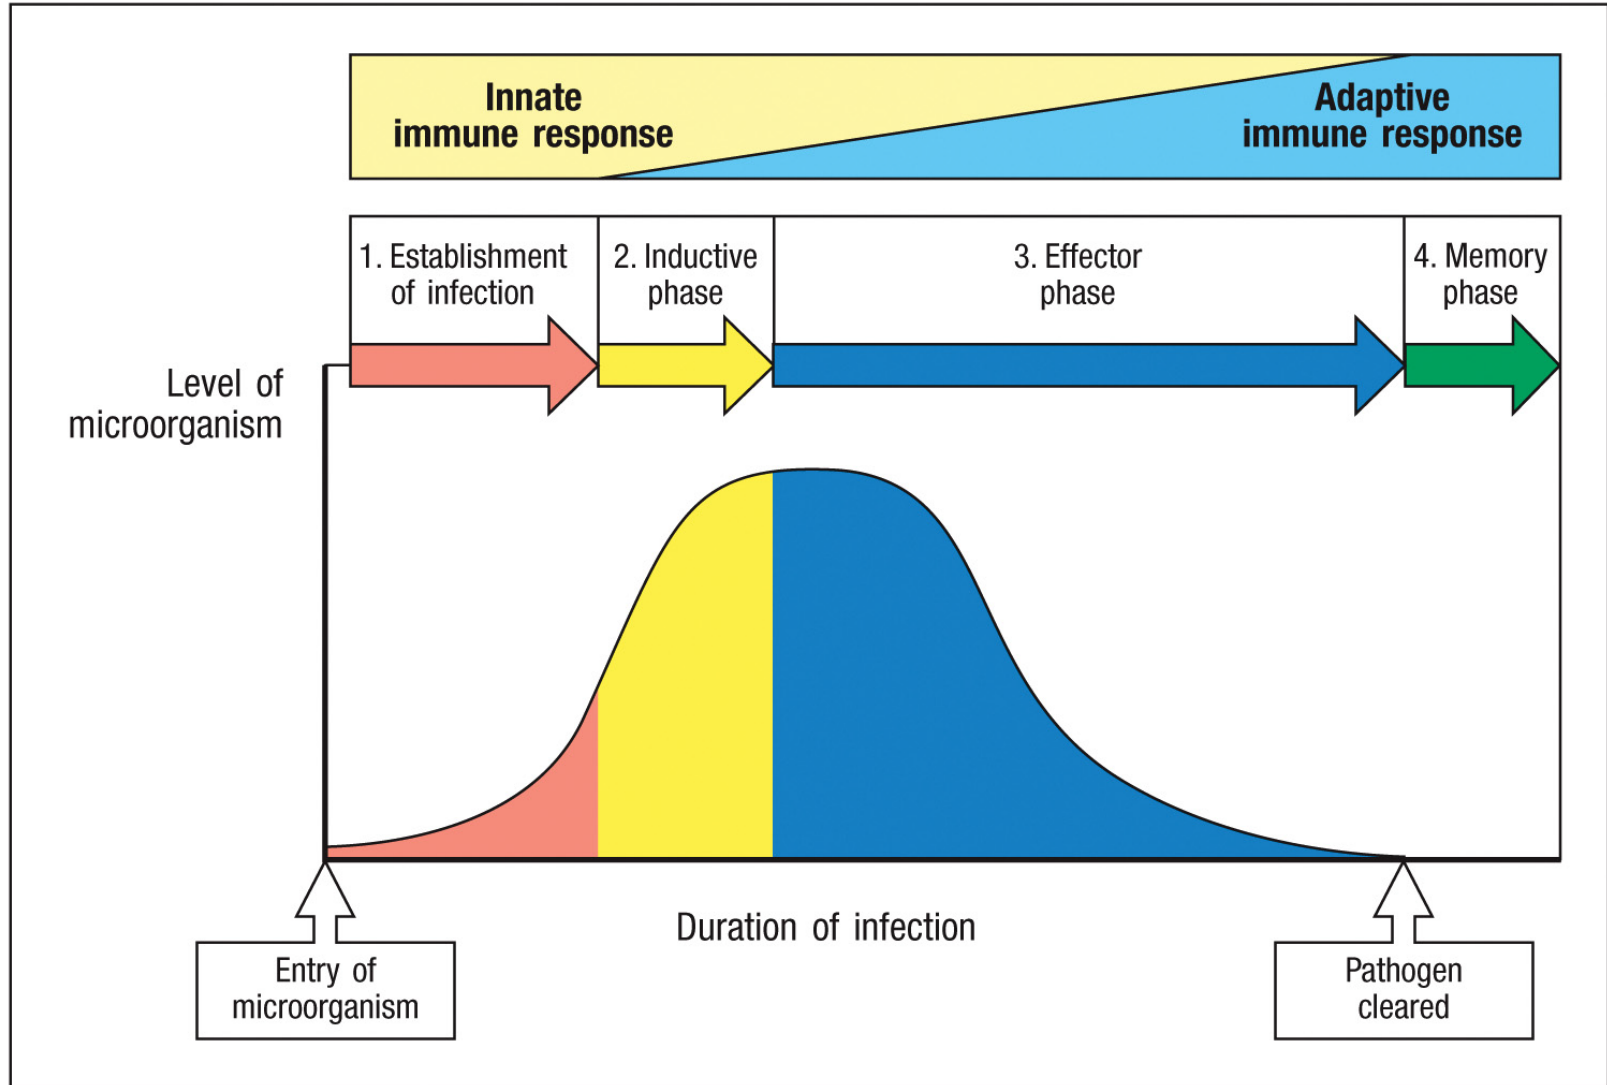 Innate
immune response
Adaptive
immune response
1. Establishment
of infection
2. Inductive
phase
3. Effector
phase
4. Memory
phase
Level of
microorganism
Duration of infection
Entry of
microorganism
Pathogen
cleared